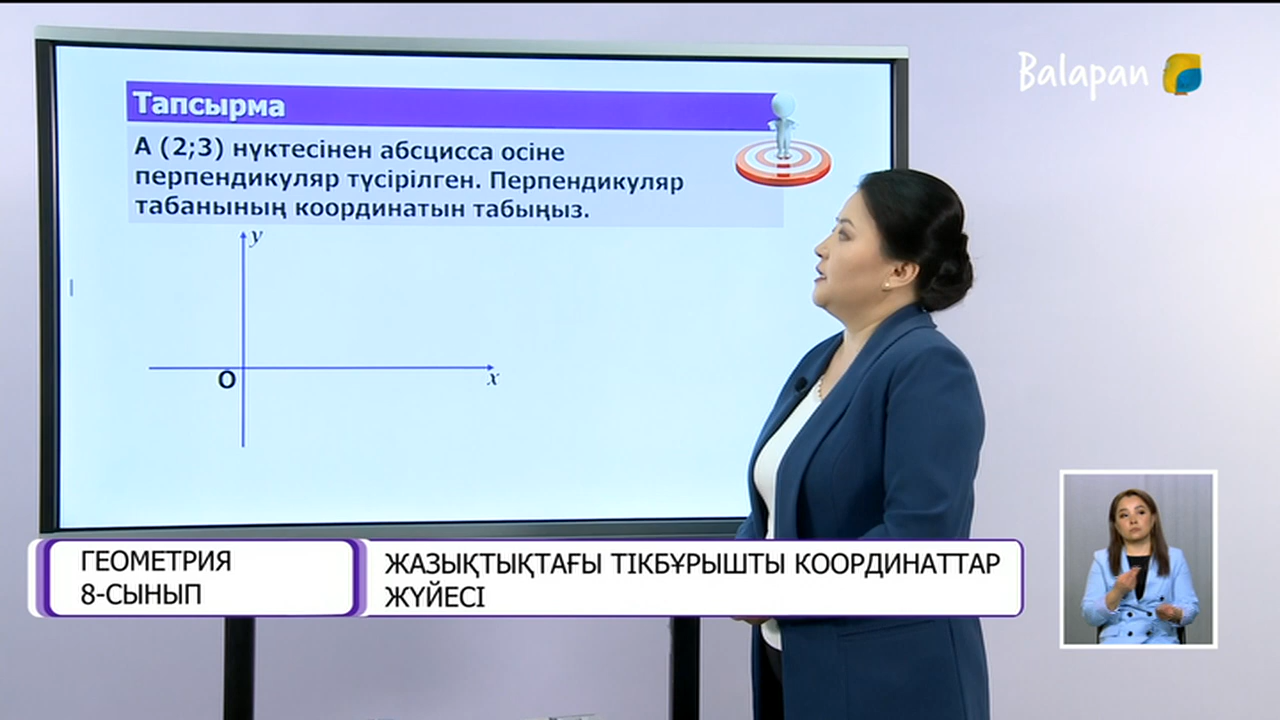 Balapan
Тапсырма
А (2;3) нүктесінен абсцисса осіне
перпендикуляр түсірілген. Перпендикуляр
табанының координатын табыңыз.
y
O
x
ГЕОМЕТРИЯ
8-СЫНЫП
ЖАЗЫҚТЫҚТАҒЫ ТІКБҰРЫШТЫ КООРДИНАТТАР
ЖҮЙЕСІ